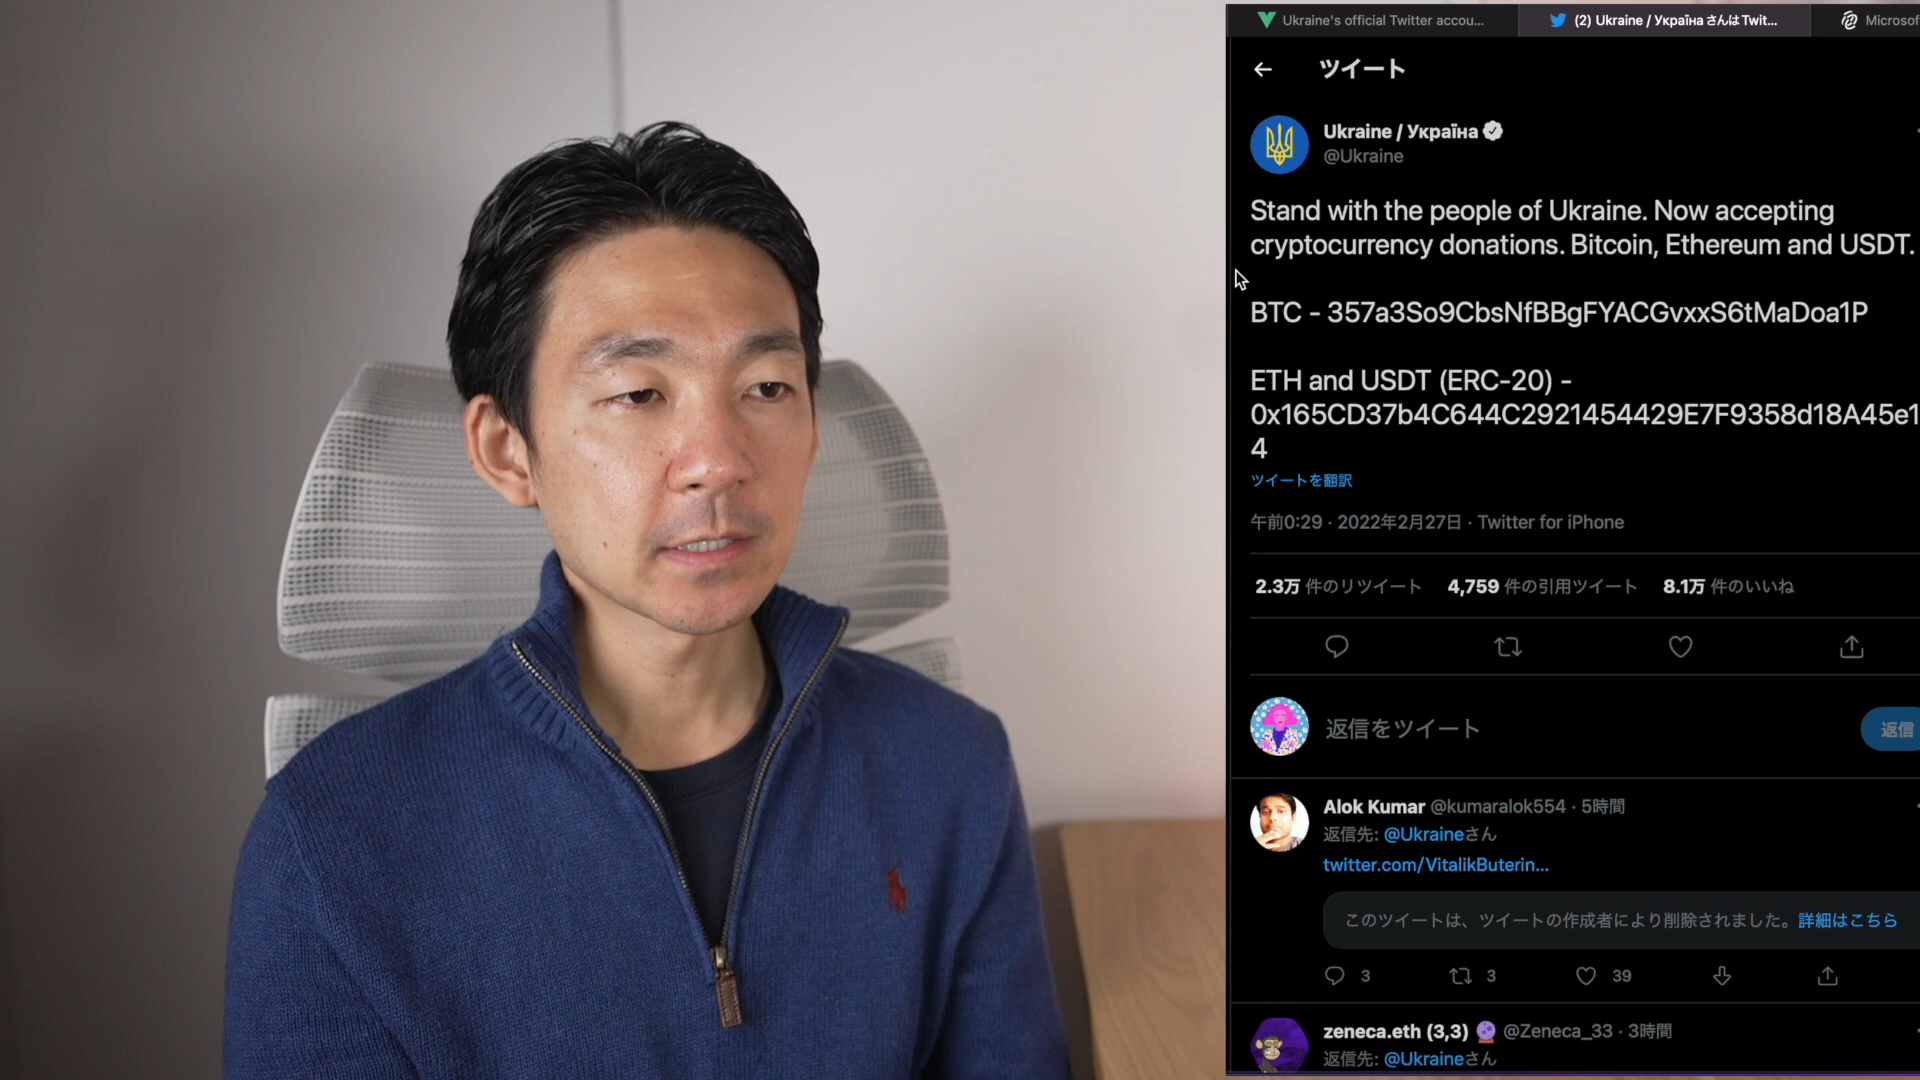 Ukraine's official Twitter accou...
(2) Ukraine / Україна さんはTwit...
Microsof
ツイート
Ukraine / Україна
@Ukraine
Stand with the people of Ukraine. Now accepting
cryptocurrency donations. Bitcoin, Ethereum and USDT.
BTC - 357a3So9CbsNfBBgFYACGvxxS6tMaDoa1P
ETH and USDT (ERC-20) -
0x165CD37b4C644C2921454429E7F9358d18A45e1
4
ツイートを翻訳
午前0:29 · 2022年2月27日 · Twitter for iPhone
2.3万 件のリツイート 4,759 件の引用ツイート 8.1万 件のいいね
返信をツイート
返信
Alok Kumar @kumaralok554 · 5時間
返信先: @Ukraineさん
twitter.com/VitalikButerin...
このツイートは、ツイートの作成者により削除されました。詳細はこちら
3 3 39
zeneca.eth (3,3) @Zeneca_33 · 3時間
返信先: @Ukraineさん